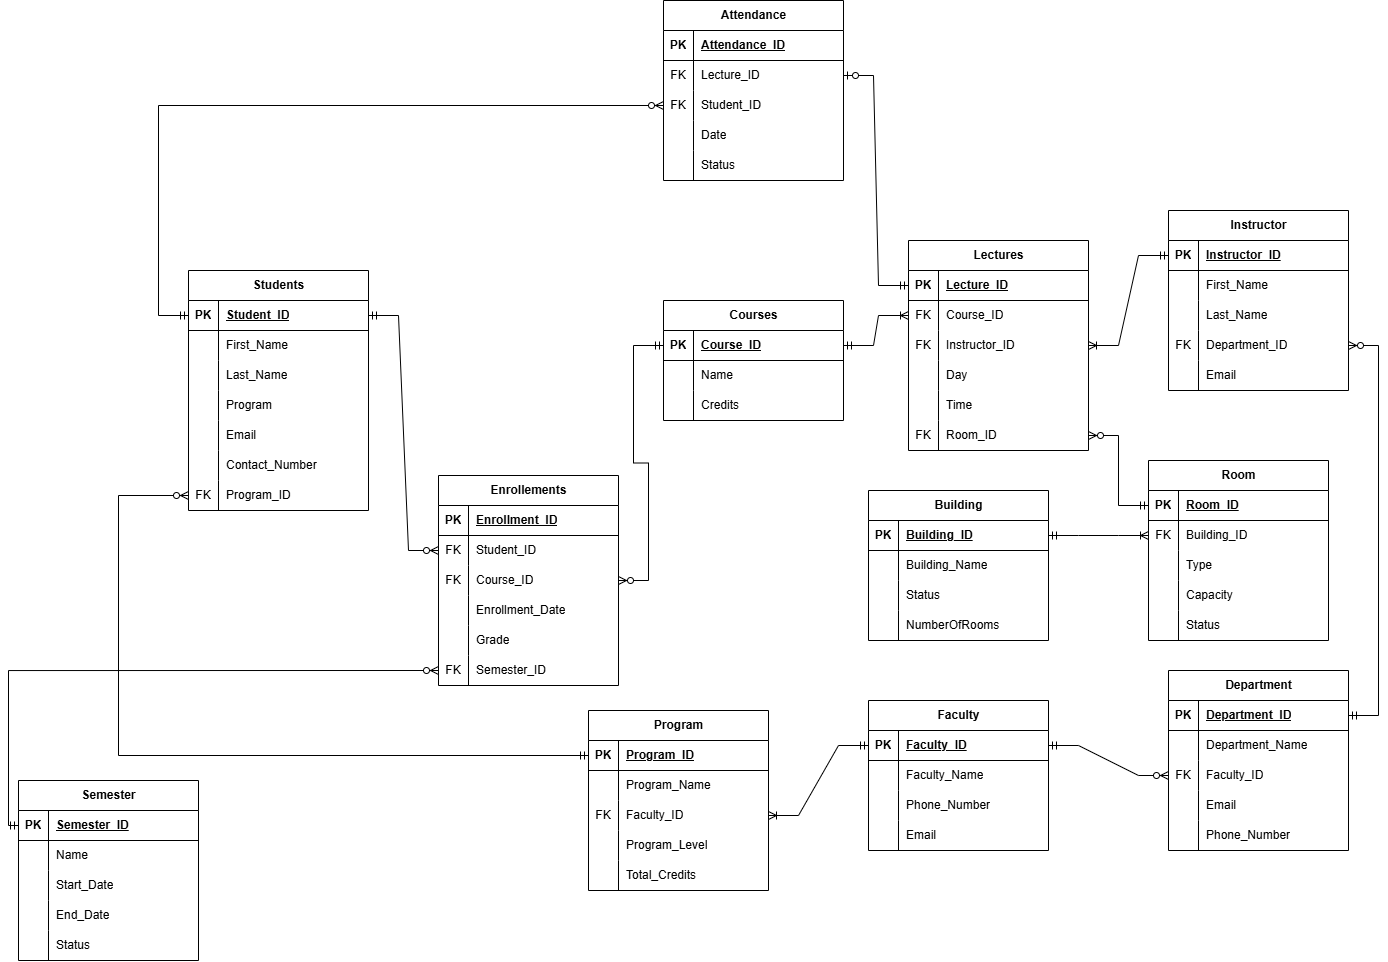 Attendance
PK Attendance_ID
FK Lecture_ID
FK Student_ID
Date
Status
Instructor
PK Instructor_ID
First_Name
Last_Name
FK Department_ID
Email
Lectures
PK Lecture_ID
FK Course_ID
FK Instructor_ID
Day
Time
FK Room_ID
Students
PK Student_ID
First_Name
Last_Name
Program
Email
Contact_Number
FK Program_ID
Courses
PK Course_ID
Name
Credits
Enrollements
PK Enrollment_ID
FK Student_ID
FK Course_ID
Enrollment_Date
Grade
FK Semester_ID
Building
PK Building_ID
Building_Name
Status
NumberOfRooms
Room
PK Room_ID
FK Building_ID
Type
Capacity
Status
Program
PK Program_ID
Program_Name
FK Faculty_ID
Program_Level
Total_Credits
Faculty
PK Faculty_ID
Faculty_Name
Phone_Number
Email
Department
PK Department_ID
Department_Name
FK Faculty_ID
Email
Phone_Number
Semester
PK Semester_ID
Name
Start_Date
End_Date
Status